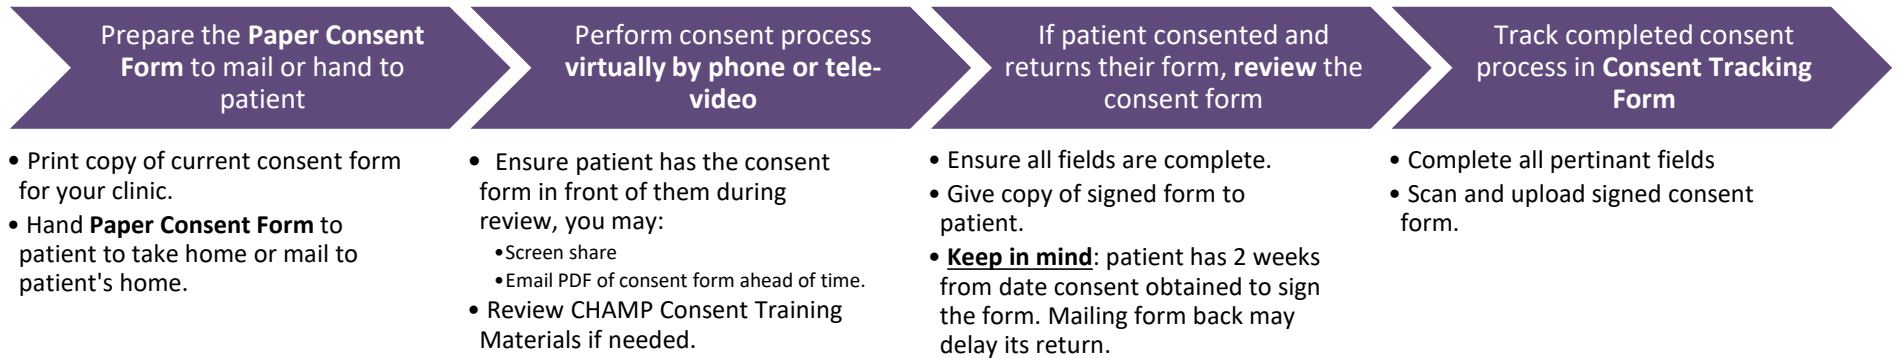 Prepare the Paper Consent
Form to mail or hand to
patient
• Print copy of current consent form
for your clinic.
• Hand Paper Consent Form to
patient to take home or mail to
patient's home.
Perform consent process
virtually by phone or tele-
video
• Ensure patient has the consent
form in front of them during
review, you may:
•Screen share
•Email PDF of consent form ahead of time.
• Review CHAMP Consent Training
Materials if needed.
If patient consented and
returns their form, review the
consent form
• Ensure all fields are complete.
• Give copy of signed form to
patient.
• Keep in mind: patient has 2 weeks
from date consent obtained to sign
the form. Mailing form back may
delay its return.
Track completed consent
process in Consent Tracking
Form
• Complete all pertinant fields
• Scan and upload signed consent
form.